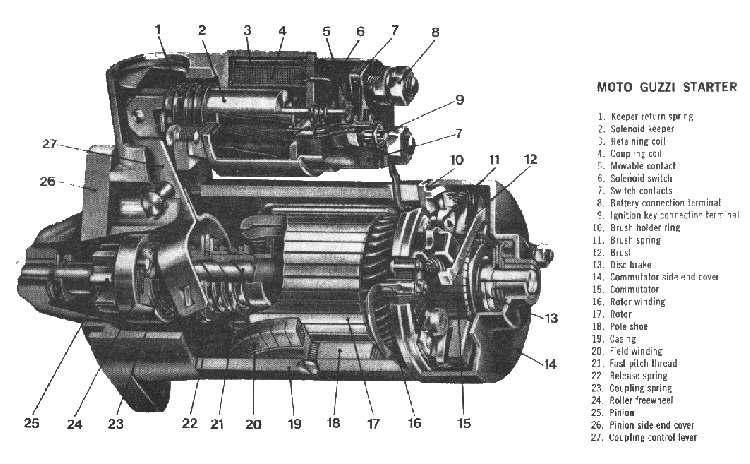 1 2 3 4 5 6 7 8
9
7
27
26
10 11 12
13
14
25 24 23 22 21 20 19 18 17 16 15
MOTO GUZZI STARTER
1. Keeper return spring
2. Solenoid keeper
3. Retaining coil
4. Coupling coil
5. Movable contact
6. Solenoid switch
7. Switch contacts
8. Battery connection terminal
9. Ignition key connection terminal
10. Brush holder ring
11. Brush spring
12. Brush
13. Disc brake
14. Commutator side end cover
15. Commutator
16. Rotor winding
17. Rotor
18. Pole shoe
19. Casing
20. Field winding
21. Fast pitch thread
22. Release spring
23. Coupling spring
24. Roller freewheel
25. Pinion
26. Pinion side end cover
27. Coupling control lever